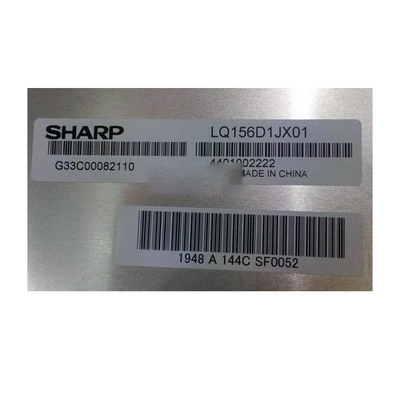 SHARP LQ156D1JX01
G33C00082110 4401002222
MADE IN CHINA
1948 A 144C SF0052